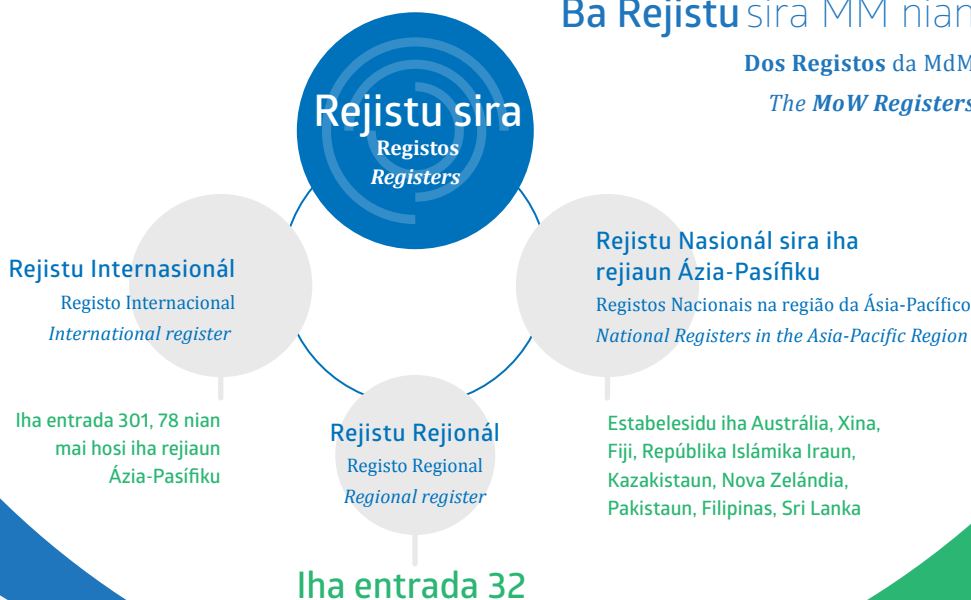 Ba Rejistu sira MM nian
Dos Registos da MdM
The MoW Registers
Rejistu sira
Registos
Registers
Rejistu Internasionál
Registo Internacional
International register
Iha entrada 301, 78 nian
mai hosi iha rejiaun
Ázia-Pasífiku
Rejistu Rejionál
Registo Regional
Regional register
Iha entrada 32
Rejistu Nasionál sira iha
rejiaun Ázia-Pasífiku
Registos Nacionais na região da Ásia-Pacífico
National Registers in the Asia-Pacific Region
Estabelesidu iha Austrália, Xina,
Fiji, Repúblika Islámika Iraun,
Kazakistaun, Nova Zelándia,
Pakistaun, Filipinas, Sri Lanka